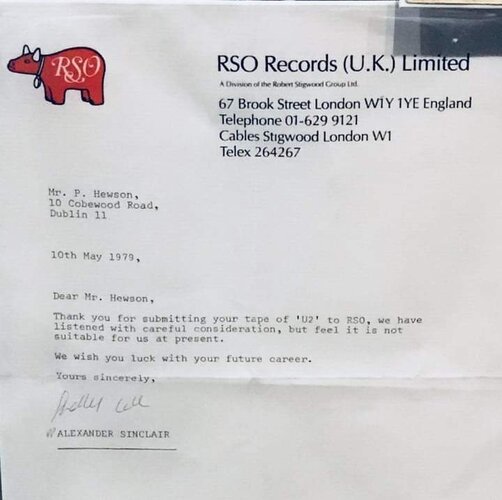 RSO
RSO Records (U.K.) Limited
A Division of the Robert Stigwood Group Ltd.
67 Brook Street London W1Y 1YE England
Telephone 01-629 9121
Cables Stigwood London W1
Telex 264267
Mr. P. Hewson,
10 Cobewood Road,
Dublin 11
10th May 1979,
Dear Mr. Hewson,
Thank you for submitting your tape of 'U2' to RSO, we have
listened with careful consideration, but feel it is not
suitable for us at present.
We wish you luck with your future career.
Yours sincerely,
ALEXANDER SINCLAIR